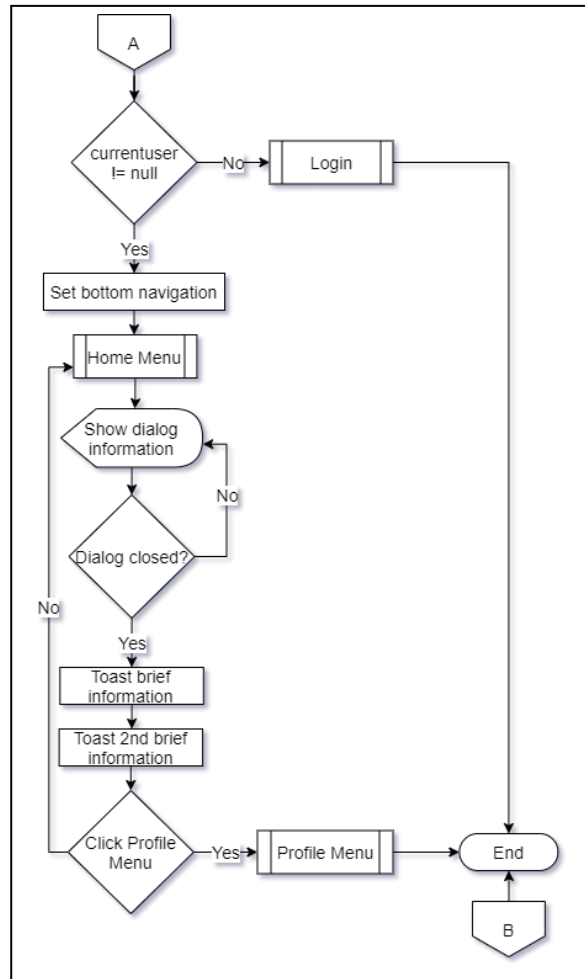 A
currentuser
!= null
No
Login
Yes
Set bottom navigation
Home Menu
Show dialog
information
No
Dialog closed?
No
Yes
Toast brief
information
Toast 2nd brief
information
Click Profile
Menu
Yes
Profile Menu
End
B